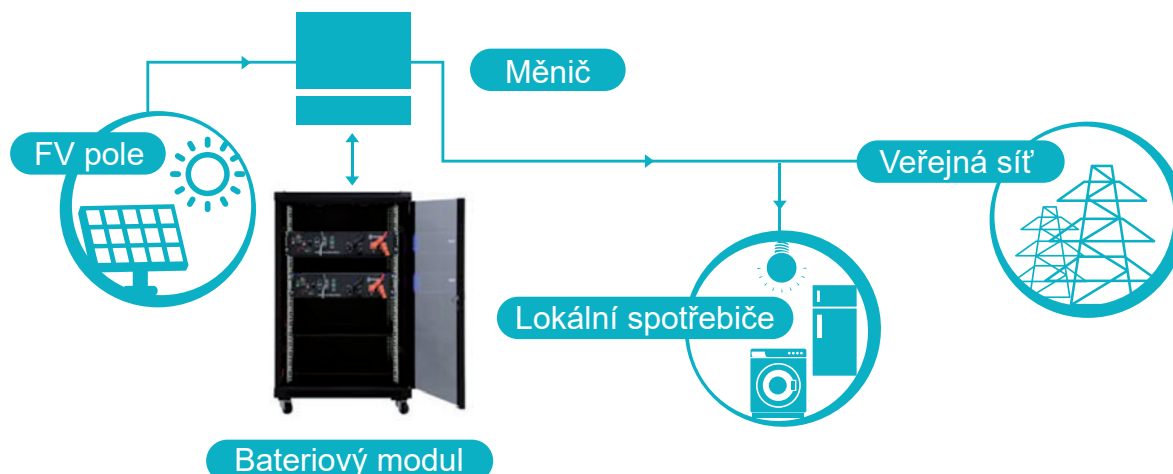 Měnič
FV pole
Veřejná síť
Lokální spotřebiče
Bateriový modul